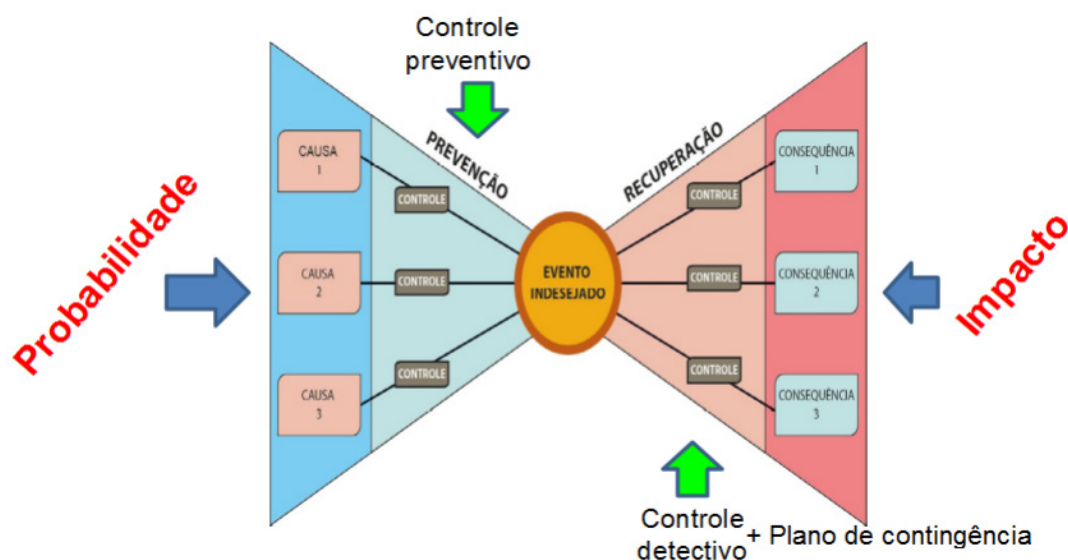 Controle
preventivo
PREVENÇÃO
RECUPERAÇÃO
Probabilidade
CAUSA
1
CONTROLE
CAUSA
2
CONTROLE
CAUSA
3
CONTROLE
EVENTO
INDESEJADO
CONTROLE
CONSEQUÊNCIA
1
CONTROLE
CONSEQUÊNCIA
2
CONTROLE
CONSEQUÊNCIA
3
Impacto
Controle
detectivo
+ Plano de contingência